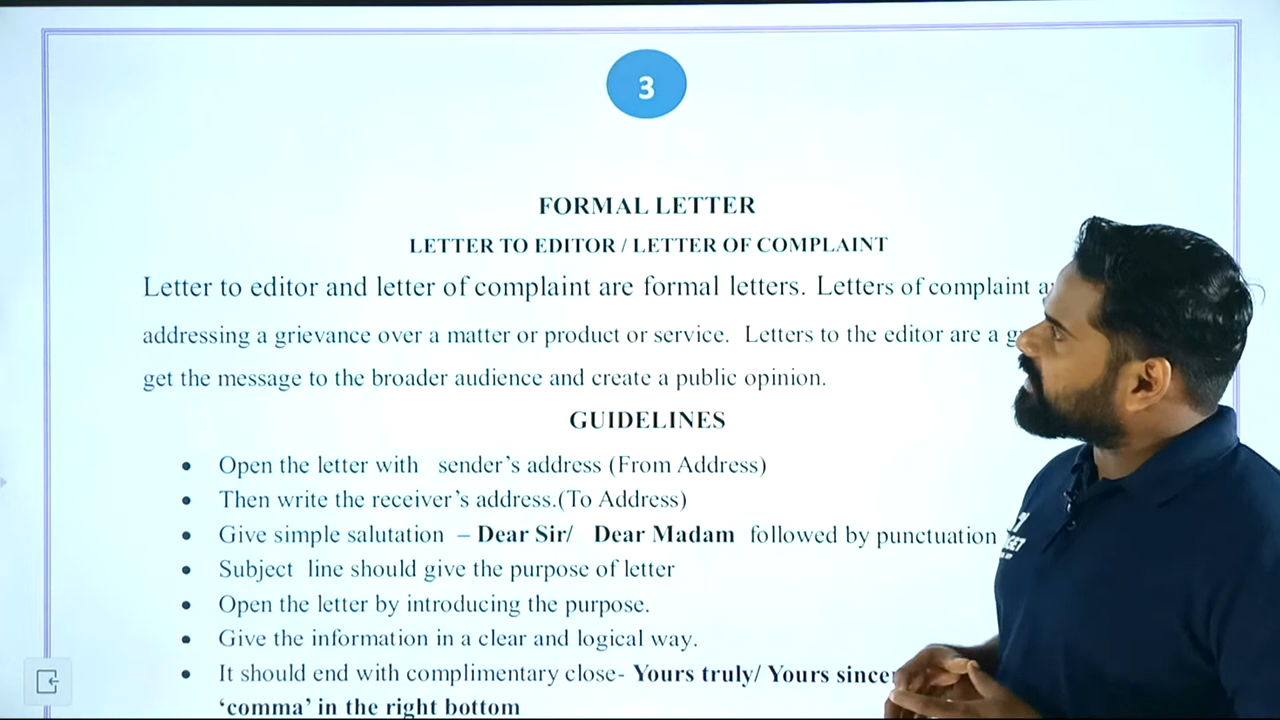 3
FORMAL LETTER
LETTER TO EDITOR / LETTER OF COMPLAINT
Letter to editor and letter of complaint are formal letters. Letters of complaint
addressing a grievance over a matter or product or service. Letters to the editor are a
get the message to the broader audience and create a public opinion.
GUIDELINES
• Open the letter with sender's address (From Address)
• Then write the receiver's address.(To Address)
• Give simple salutation – Dear Sir/ Dear Madam followed by punctuation
• Subject line should give the purpose of letter
• Open the letter by introducing the purpose.
• Give the information in a clear and logical way.
• It should end with complimentary close- Yours truly/ Yours
'comma' in the right bottom